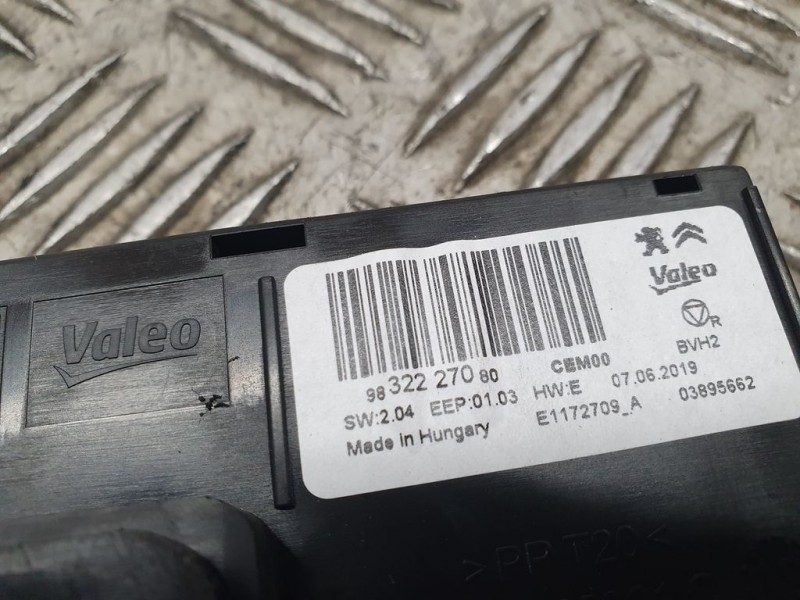 Valeo
Valeo
R
BVH2
98 322 270 80 CEM00
SW:2.04 EEP:01.03 HW:E 07.06.2019
Made in Hungary E1172709_A 03895662
>PP T20<